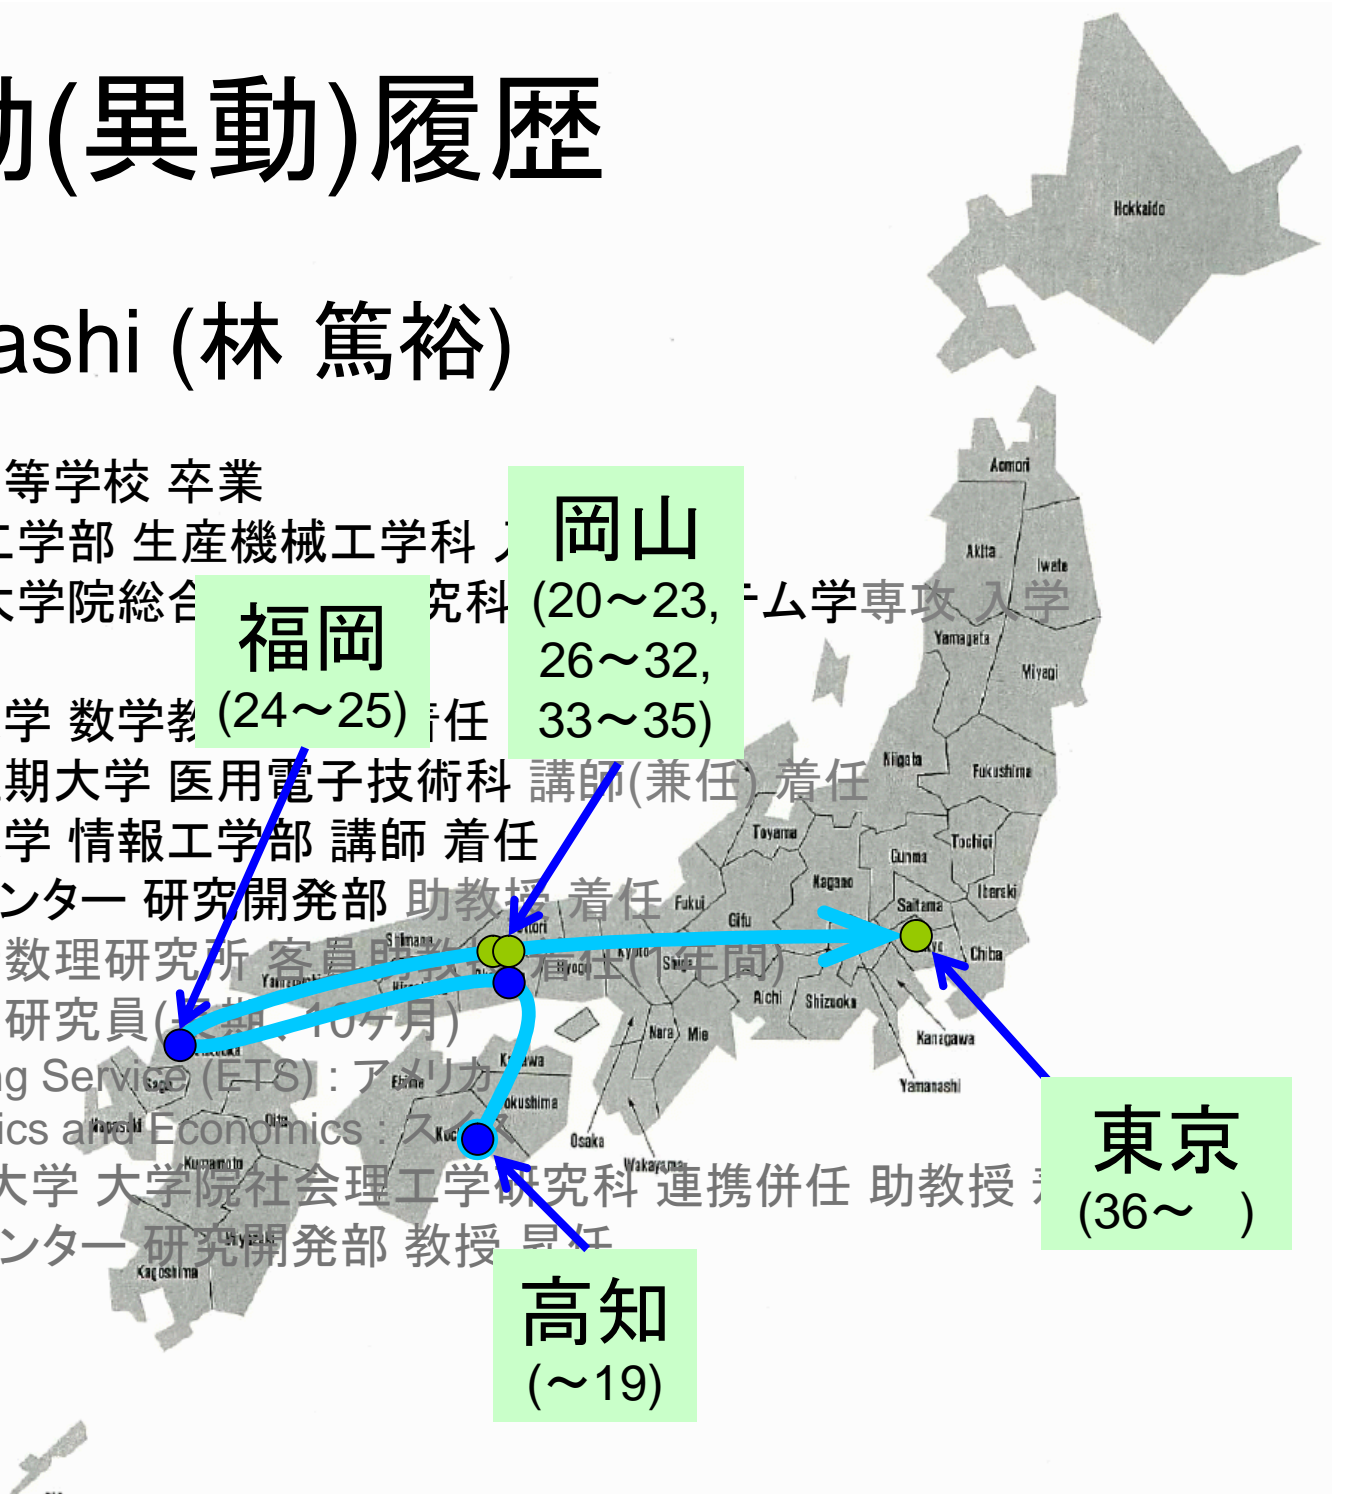 動(異動)履歴
ashi (林 篤裕)
等学校 卒業
工学部 生産機械工学科
大学院総合 究科 テム学専攻 入学
学 数学教 着任
期大学 医用電子技術科 講師(兼任) 着任
学 情報工学部 講師 着任
ンター 研究開発部 助教授 着任
数理研究所 客員助教授 着任(1年間)
研究員(長期、10ヶ月)
ng Service (ETS) : アメリカ
ics and Economics : スイス
大学 大学院社会理工学研究科 連携併任 助教授
ンター 研究開発部 教授 昇任
福岡
(24～25)
岡山
(20～23,
26～32,
33～35)
東京
(36～ )
高知
(～19)
Hokkaido
Aomori
Akita
Iwate
Yamagata
Miyagi
Niigata
Fukushima
Toyama
Tochigi
Gunma
Nagano
Ibaraki
Saitama
Fukui
Gifu
Chiba
Kyoto
Shiga
Hyogo
Shimane
Aichi
Shizuoka
Nara
Mie
Kanagawa
Yamanashi
Osaka
Wakayama
Saga
Nagasaki
Oita
Kumamoto
Miyazaki
Kagoshima
Ehime